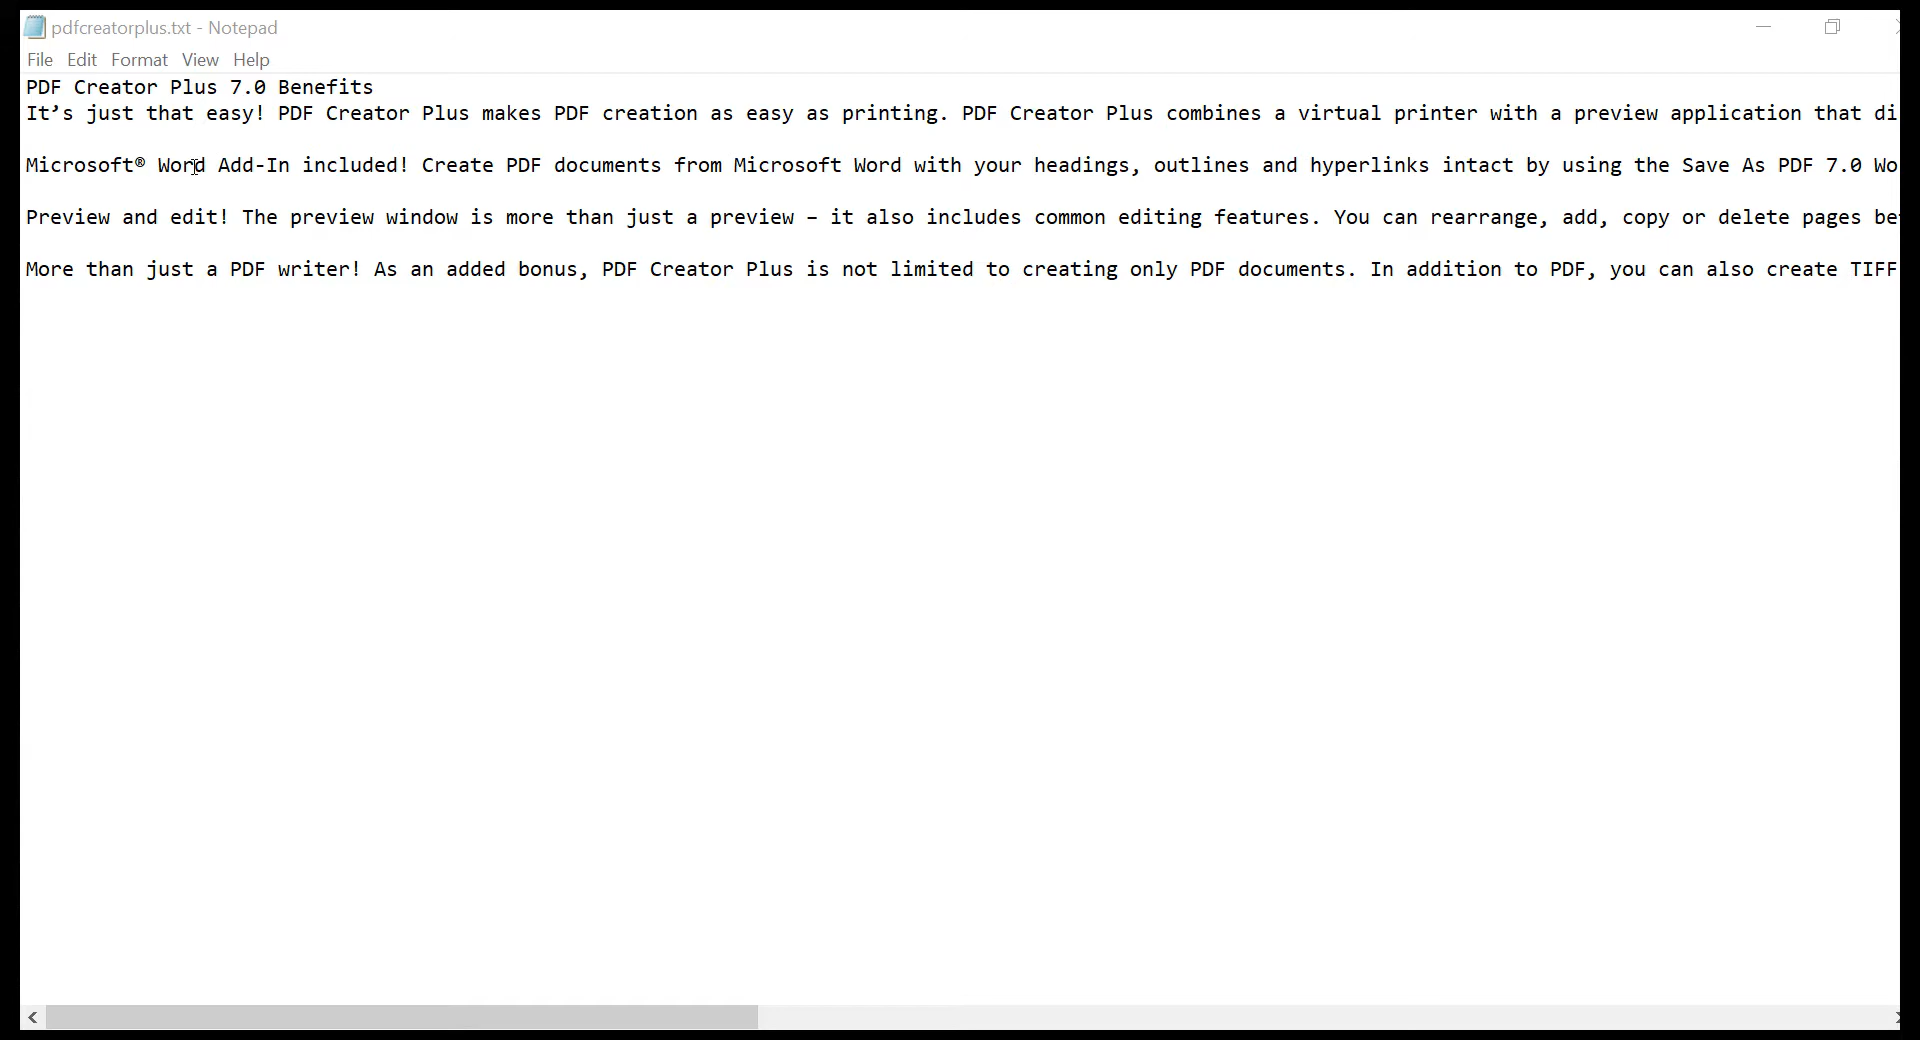 pdfcreatorplus.txt - Notepad
File Edit Format View Help
PDF Creator Plus 7.0 Benefits
It’s just that easy! PDF Creator Plus makes PDF creation as easy as printing. PDF Creator Plus combines a virtual printer with a preview application that di
Microsoft® Word Add-In included! Create PDF documents from Microsoft Word with your headings, outlines and hyperlinks intact by using the Save As PDF 7.0 Wo
Preview and edit! The preview window is more than just a preview – it also includes common editing features. You can rearrange, add, copy or delete pages be
More than just a PDF writer! As an added bonus, PDF Creator Plus is not limited to creating only PDF documents. In addition to PDF, you can also create TIFF